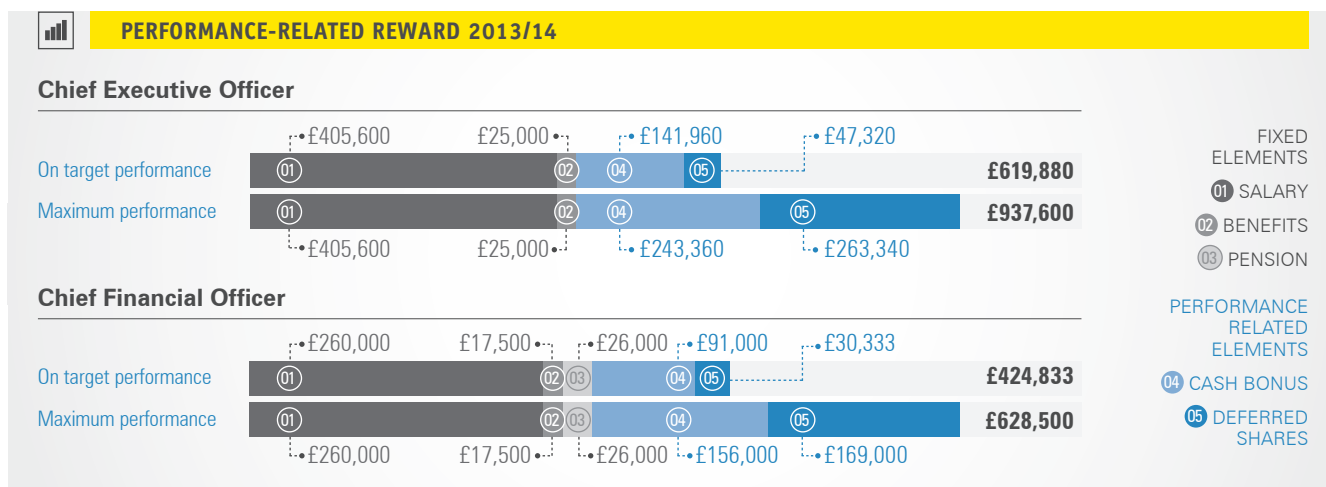 PERFORMANCE-RELATED REWARD 2013/14
Chief Executive Officer
£405,600 £25,000 £141,960 £47,320
On target performance 01 02 04 05 £619,880
Maximum performance 01 02 04 05 £937,600
£405,600 £25,000 £243,360 £263,340
Chief Financial Officer
£260,000 £17,500 £26,000 £91,000 £30,333
On target performance 01 02 03 04 05 £424,833
Maximum performance 01 02 03 04 05 £628,500
£260,000 £17,500 £26,000 £156,000 £169,000
FIXED
ELEMENTS
01 SALARY
02 BENEFITS
03 PENSION
PERFORMANCE
RELATED
ELEMENTS
04 CASH BONUS
05 DEFERRED
SHARES